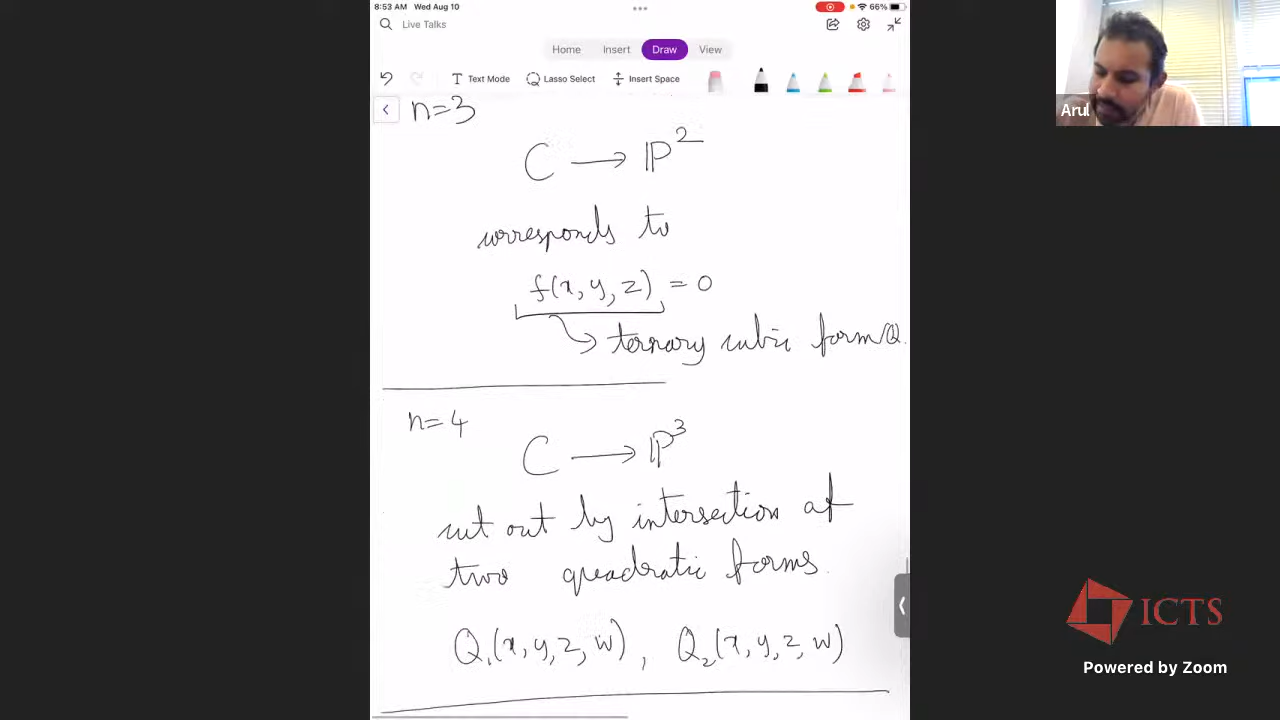 8:53 AM Wed Aug 10
66%
Live Talks
Home Insert Draw View
Text Mode Lasso Select Insert Space
Arul
n=3
C → ℙ²
corresponds to
f(x, y, z) = 0
→ ternary cubic form Q.
n=4
C → ℙ³
cut out by intersection of
two quadratic forms.
Q₁(x, y, z, w), Q₂(x, y, z, w)
ICTS
Powered by Zoom